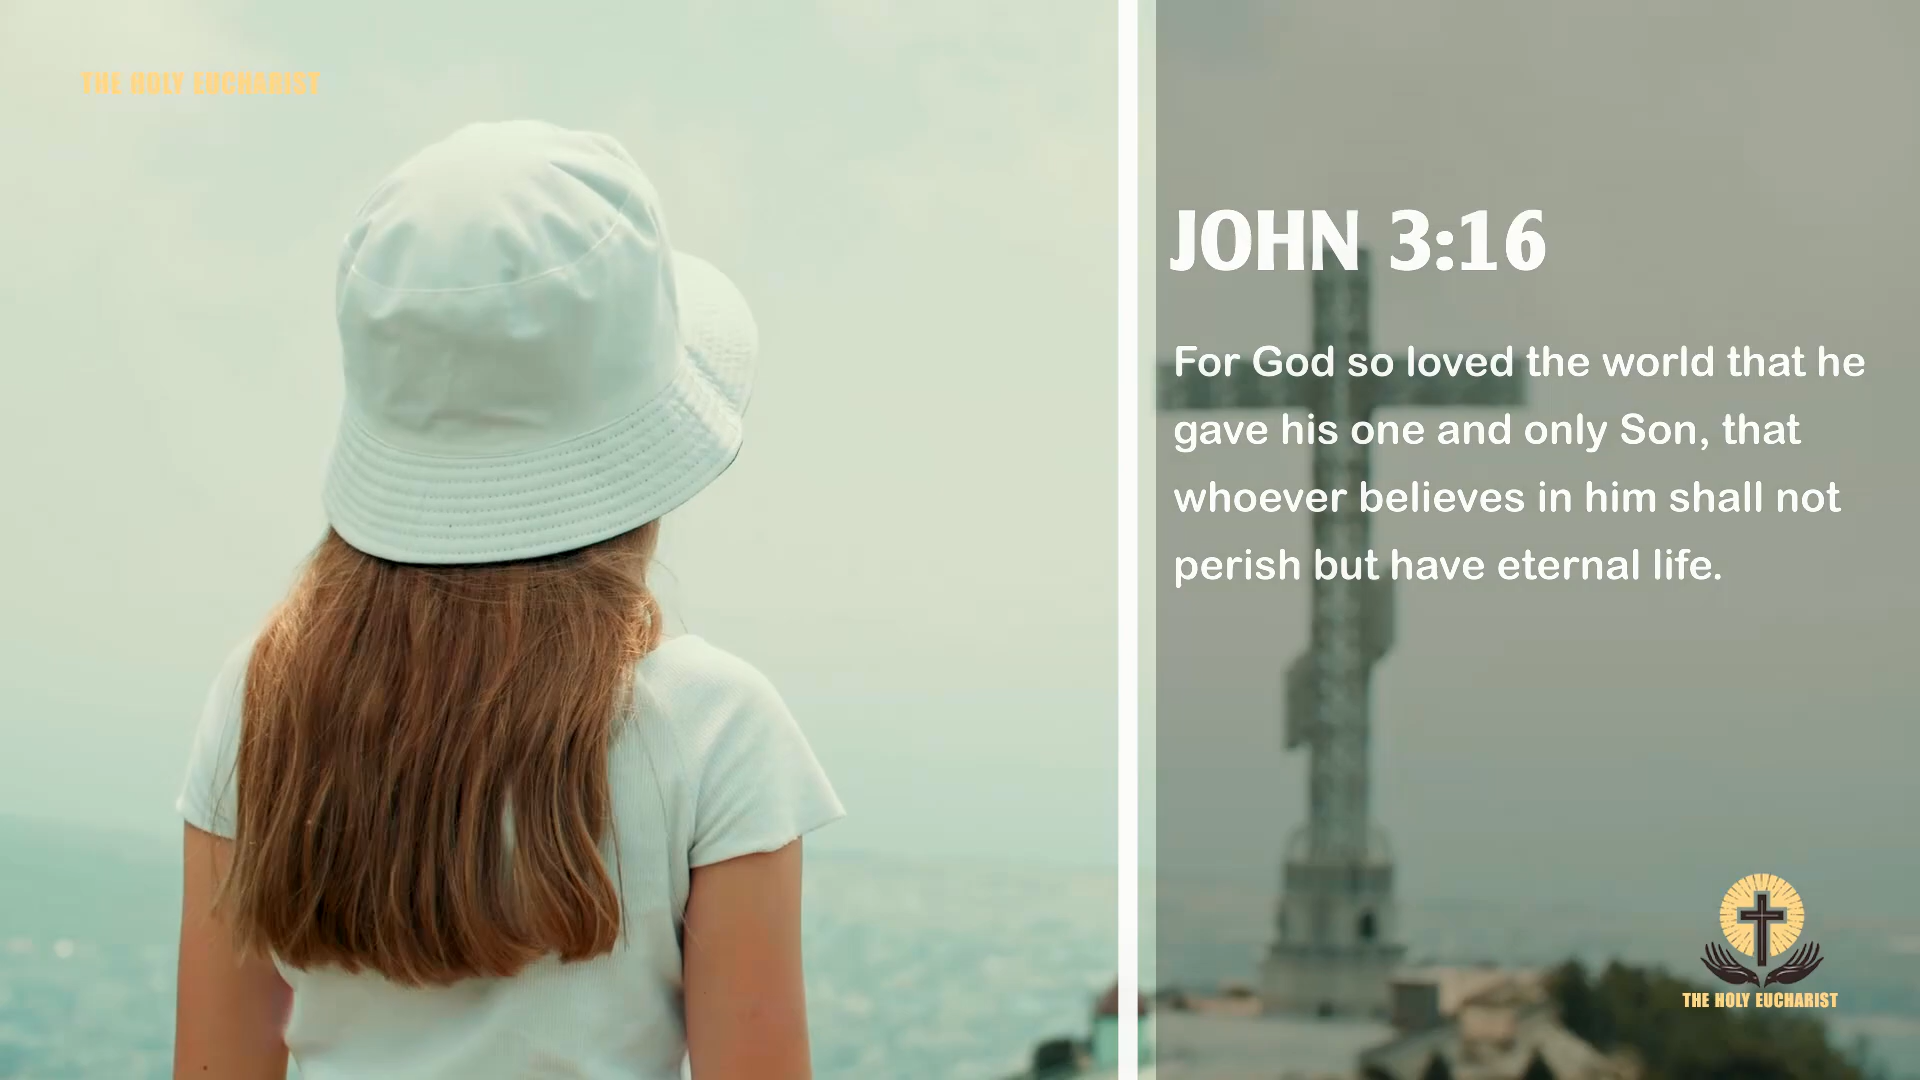 THE HOLY EUCHARIST
JOHN 3:16
For God so loved the world that he
gave his one and only Son, that
whoever believes in him shall not
perish but have eternal life.
THE HOLY EUCHARIST